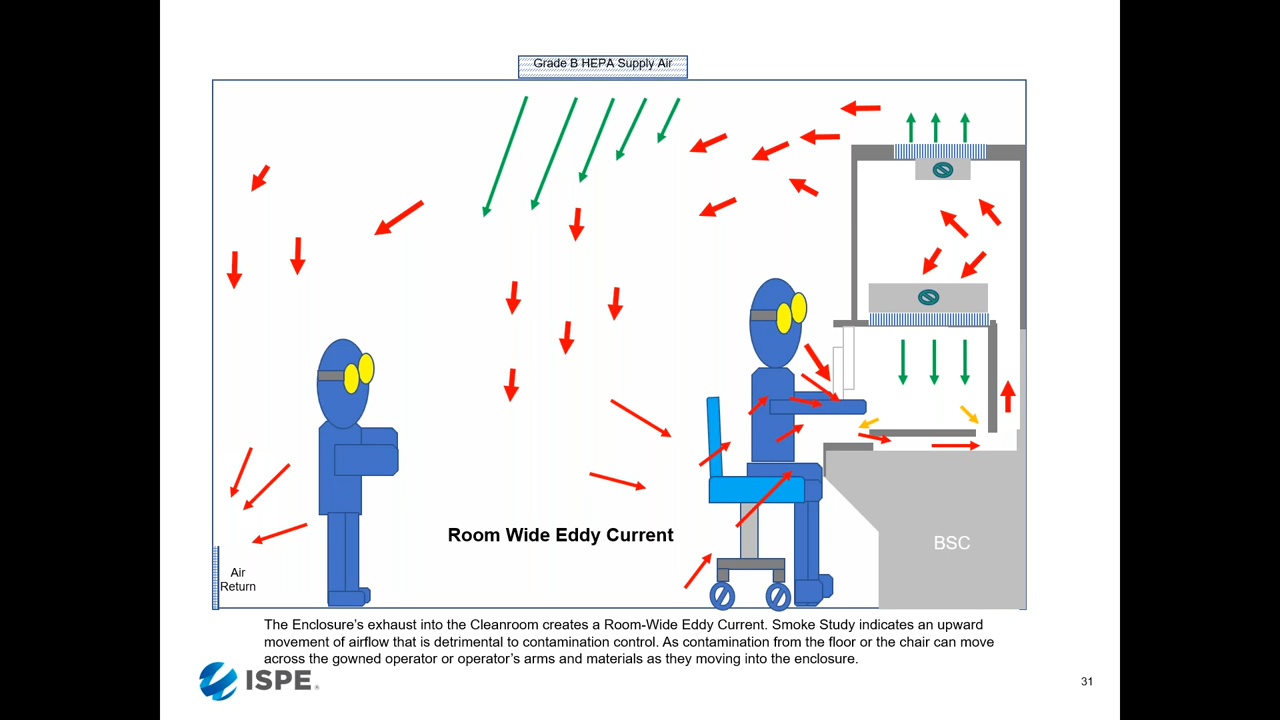 Grade B HEPA Supply Air
Room Wide Eddy Current
BSC
Air
Return
The Enclosure's exhaust into the Cleanroom creates a Room-Wide Eddy Current. Smoke Study indicates an upward
movement of airflow that is detrimental to contamination control. As contamination from the floor or the chair can move
across the gowned operator or operator's arms and materials as they moving into the enclosure.
ISPE®
31